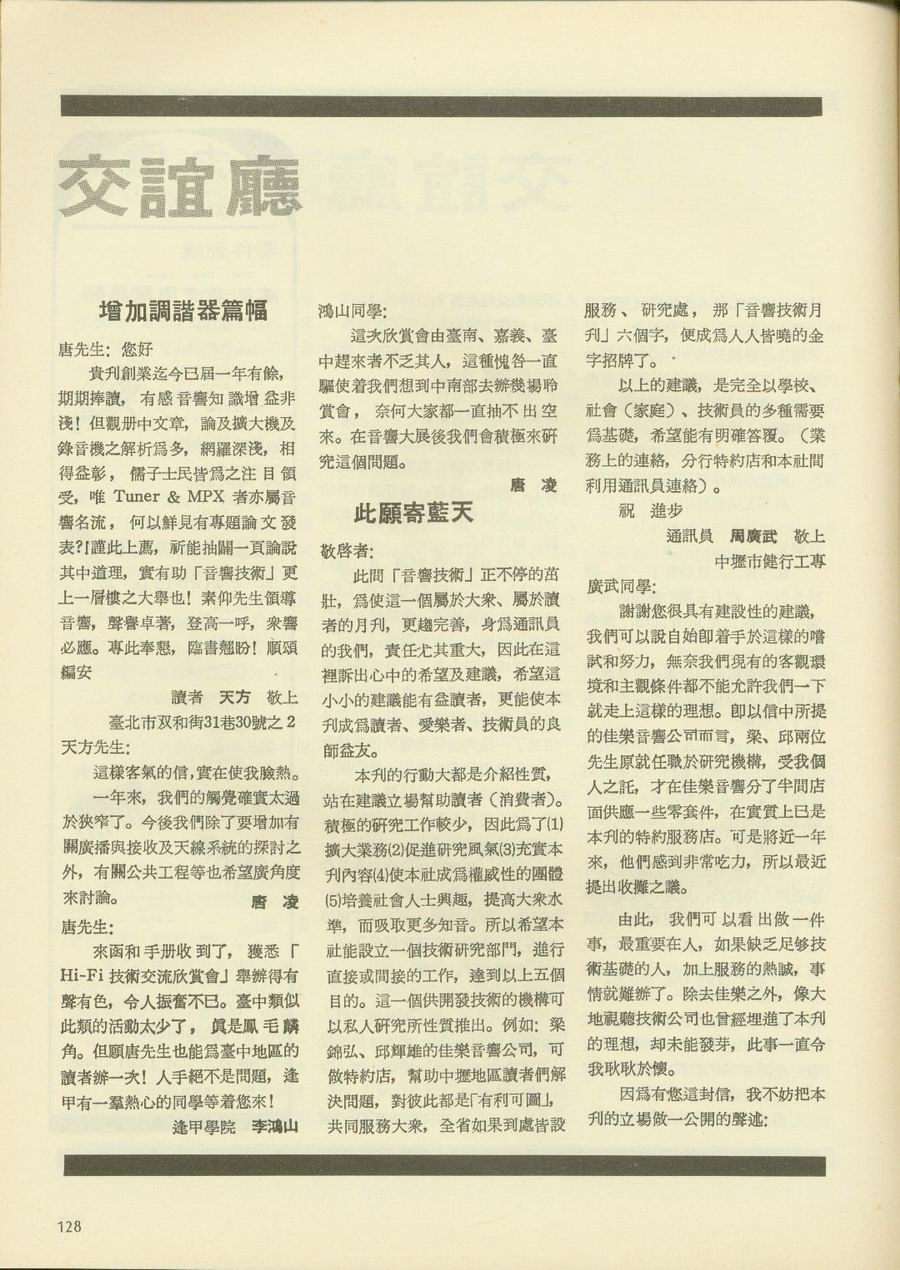 交誼廳
增加調諧器篇幅
唐先生：您好
貴刋創業迄今已屆一年有餘，
期期捧讀，有感音響知識增益非
淺！但觀册中文章，論及擴大機及
錄音機之解析爲多，網羅深淺，相
得益彰，儒子士民皆爲之注目領
受，唯 Tuner & MPX 者亦屬音
響名流，何以鮮見有專題論文發
表?!謹此上薦，祈能抽闢一頁論說
其中道理，實有助「音響技術」更
上一層樓之大舉也！素仰先生領導
音響，聲譽卓著，登高一呼，衆響
必應。專此奉懇，臨書翹盼！順頌
編安
讀者 天方 敬上
臺北市双和街31巷30號之2
天方先生：
這樣客氣的信，實在使我臉熱。
一年來，我們的觸覺確實太過
於狹窄了。今後我們除了要增加有
關廣播與接收及天線系統的探討之
外，有關公共工程等也希望廣角度
來討論。 唐 凌
唐先生：
來函和手册收到了，獲悉「
Hi-Fi 技術交流欣賞會」舉辦得有
聲有色，令人振奮不已。臺中類似
此類的活動太少了，眞是鳳毛麟
角。但願唐先生也能爲臺中地區的
讀者辦一次！人手絕不是問題，逢
甲有一羣熱心的同學等着您來！
逢甲學院 李鴻山
鴻山同學：
這次欣賞會由臺南、嘉義、臺
中趕來者不乏其人，這種愧咎一直
驅使着我們想到中南部去辦幾場聆
賞會，奈何大家都一直抽不出空
來。在音響大展後我們會積極來研
究這個問題。
唐 凌
此願寄藍天
敬啓者：
此間「音響技術」正不停的茁
壯，爲使這一個屬於大衆、屬於讀
者的月刋，更趨完善，身爲通訊員
的我們，責任尤其重大，因此在這
裡訴出心中的希望及建議，希望這
小小的建議能有益讀者，更能使本
刋成爲讀者、愛樂者、技術員的良
師益友。
本刋的行動大都是介紹性質，
站在建議立場幫助讀者（消費者）。
積極的研究工作較少，因此爲了⑴
擴大業務⑵促進研究風氣⑶充實本
刋內容⑷使本社成爲權威性的團體
⑸培養社會人士興趣，提高大衆水
準，而吸取更多知音。所以希望本
社能設立一個技術研究部門，進行
直接或間接的工作，達到以上五個
目的。這一個供開發技術的機構可
以私人研究所性質推出。例如：梁
錦弘、邱輝雄的佳樂音響公司，可
做特約店，幫助中壢地區讀者們解
決問題，對彼此都是「有利可圖」，
共同服務大衆，全省如果到處皆設
服務、研究處，那「音響技術月
刋」六個字，便成爲人人皆曉的金
字招牌了。
以上的建議，是完全以學校、
社會（家庭）、技術員的多種需要
爲基礎，希望能有明確答覆。（業
務上的連絡，分行特約店和本社間
利用通訊員連絡）。
祝 進步
通訊員 周廣武 敬上
中壢市健行工專
廣武同學：
謝謝您很具有建設性的建議，
我們可以說自始卽着手於這樣的嚐
試和努力，無奈我們現有的客觀環
境和主觀條件都不能允許我們一下
就走上這樣的理想。卽以信中所提
的佳樂音響公司而言，梁、邱兩位
先生原就任職於研究機構，受我個
人之託，才在佳樂音響分了半間店
面供應一些零套件，在實質上已是
本刋的特約服務店。可是將近一年
來，他們感到非常吃力，所以最近
提出收攤之議。
由此，我們可以看出做一件
事，最重要在人，如果缺乏足够技
術基礎的人，加上服務的熱誠，事
情就難辦了。除去佳樂之外，像大
地視聽技術公司也曾經埋進了本刋
的理想，却未能發芽，此事一直令
我耿耿於懷。
因爲有您這封信，我不妨把本
刋的立場做一公開的聲述：
128